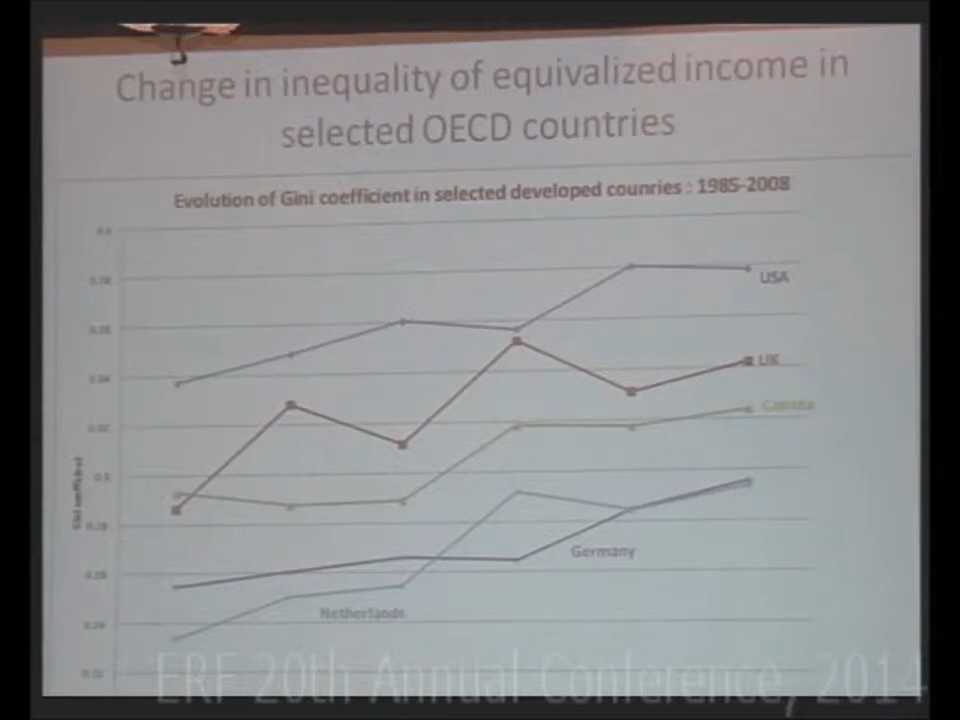 Change in inequality of equivalized income in
selected OECD countries
Evolution of Gini coefficient in selected developed counries : 1985-2008
USA
UK
Canada
Germany
Netherlands
ERF 20th Annual Conference, 2014